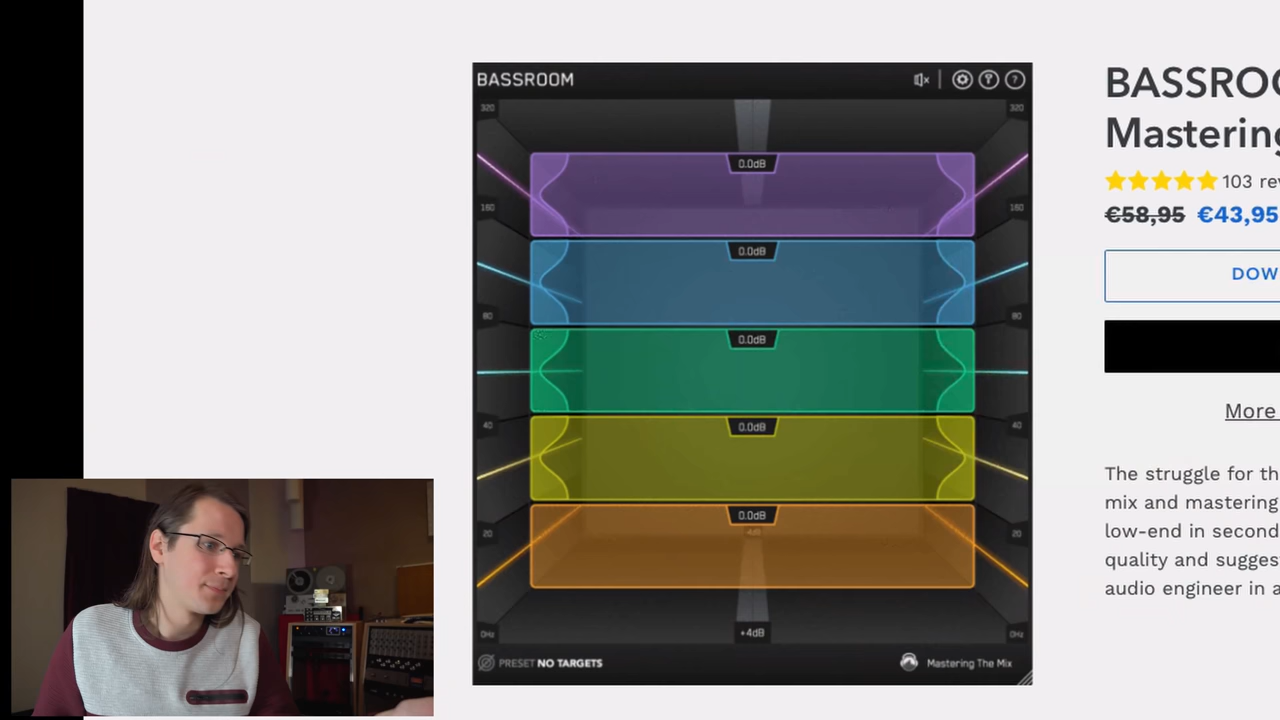 BASSROOM
320
320
0.0dB
160
160
0.0dB
80
80
0.0dB
40
40
0.0dB
20
20
0.0dB
-4dB
0Hz
0Hz
+4dB
PRESET NO TARGETS
Mastering The Mix
BASSROO
Mastering
103 rev
€58,95 €43,95
DOW
More
The struggle for th
mix and mastering
low-end in second
quality and sugges
audio engineer in a